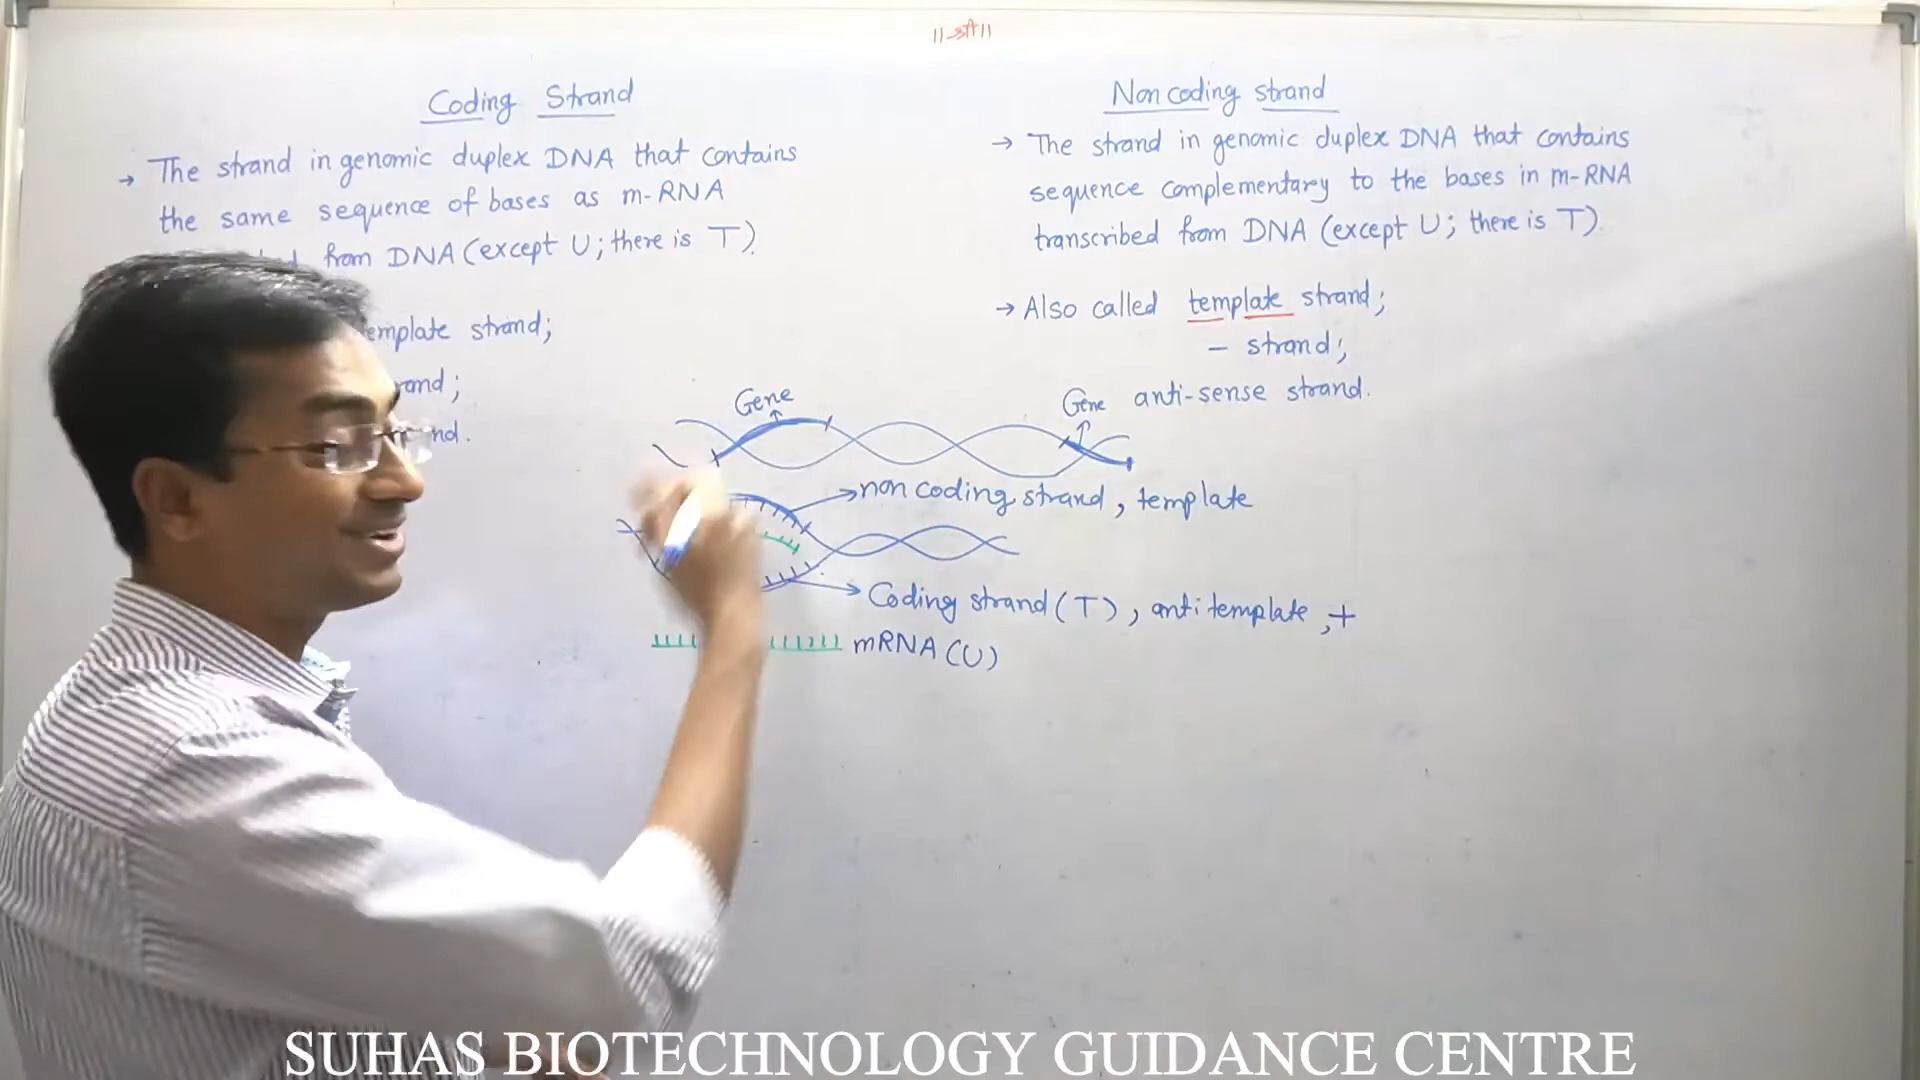 ॥श्री॥
Coding Strand
→ The strand in genomic duplex DNA that contains
the same sequence of bases as m-RNA
from DNA (except U; there is T).
template strand;
Non coding strand
→ The strand in genomic duplex DNA that contains
sequence complementary to the bases in m-RNA
transcribed from DNA (except U; there is T).
→ Also called template strand;
− strand;
anti-sense strand.
Gene
Gene
non coding strand, template
Coding strand (T), anti template, +
mRNA (U)
SUHAS BIOTECHNOLOGY GUIDANCE CENTRE